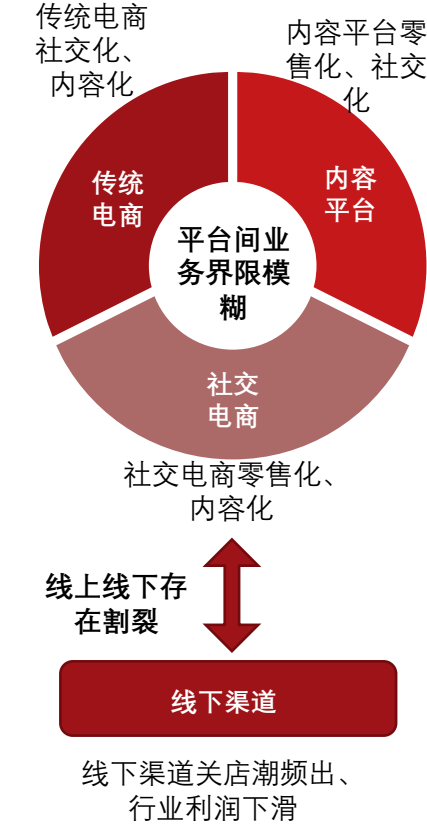 传统电商
社交化、
内容化
内容平台零
售化、社交
化
传统
电商
内容
平台
平台间业
务界限模
糊
社交
电商
社交电商零售化、
内容化
线上线下存
在割裂
线下渠道
线下渠道关店潮频出、
行业利润下滑